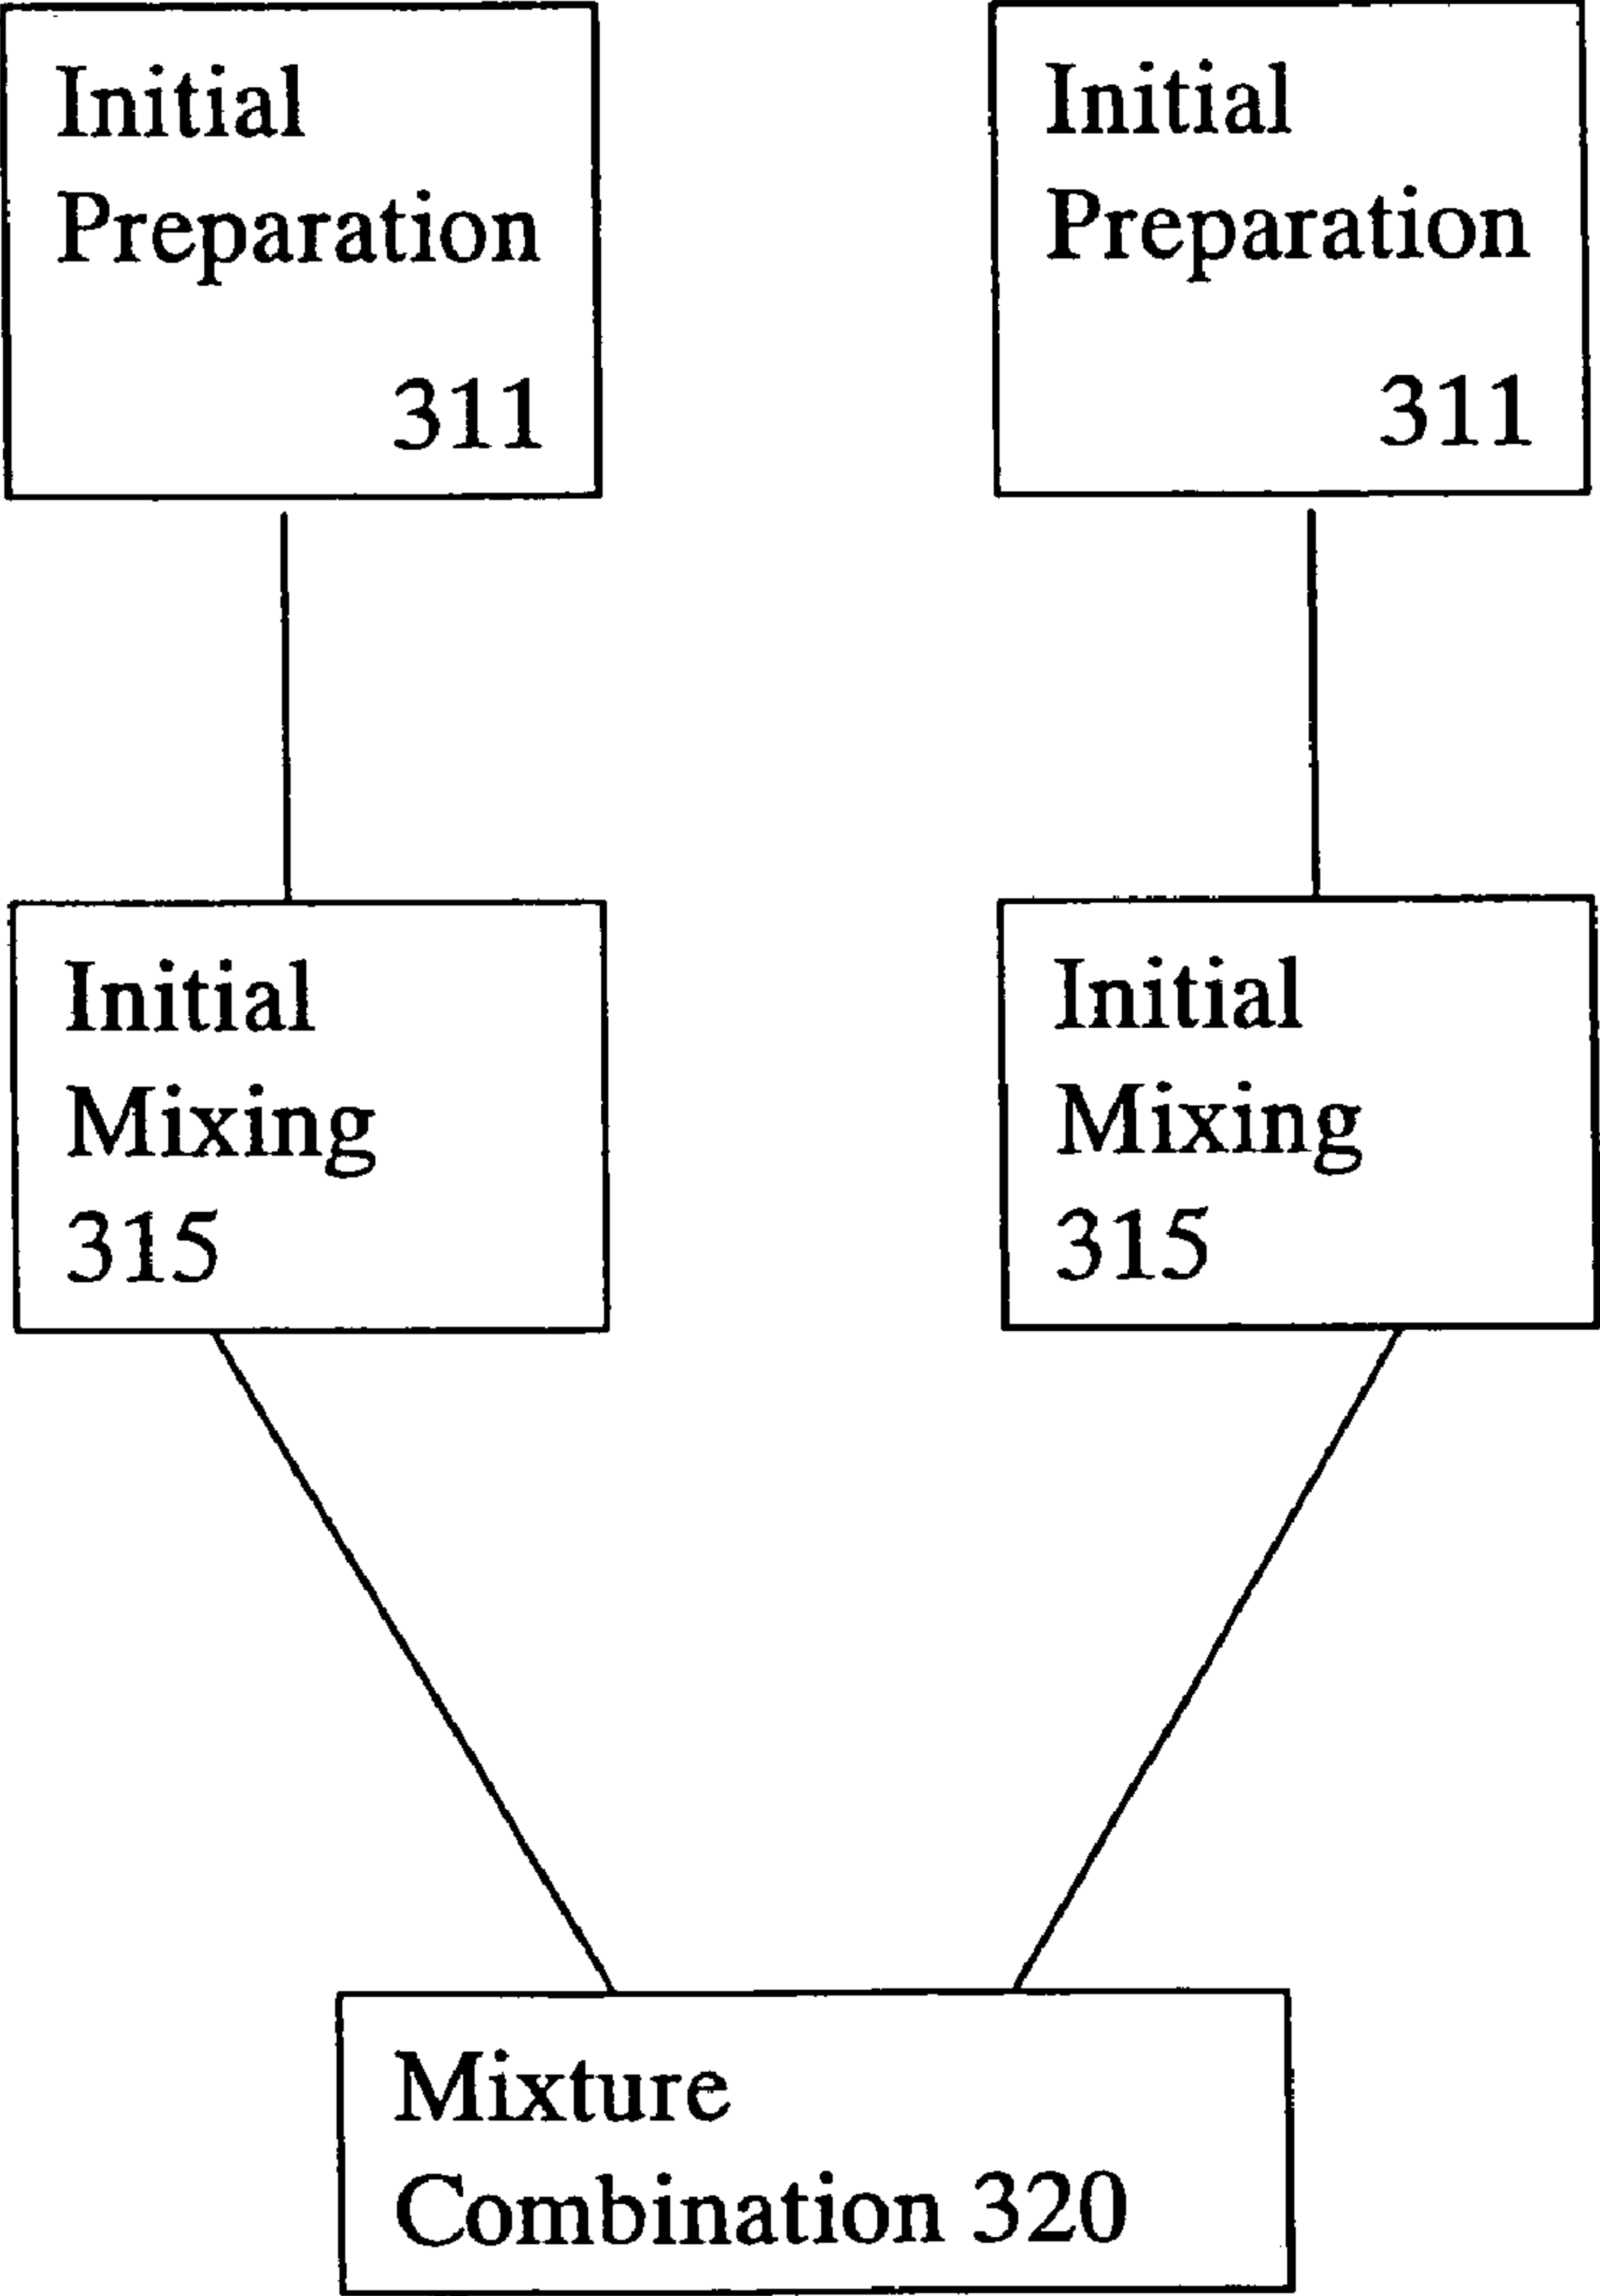 Initial
Preparation
311
Initial
Preparation
311
Initial
Mixing
315
Initial
Mixing
315
Mixture
Combination 320